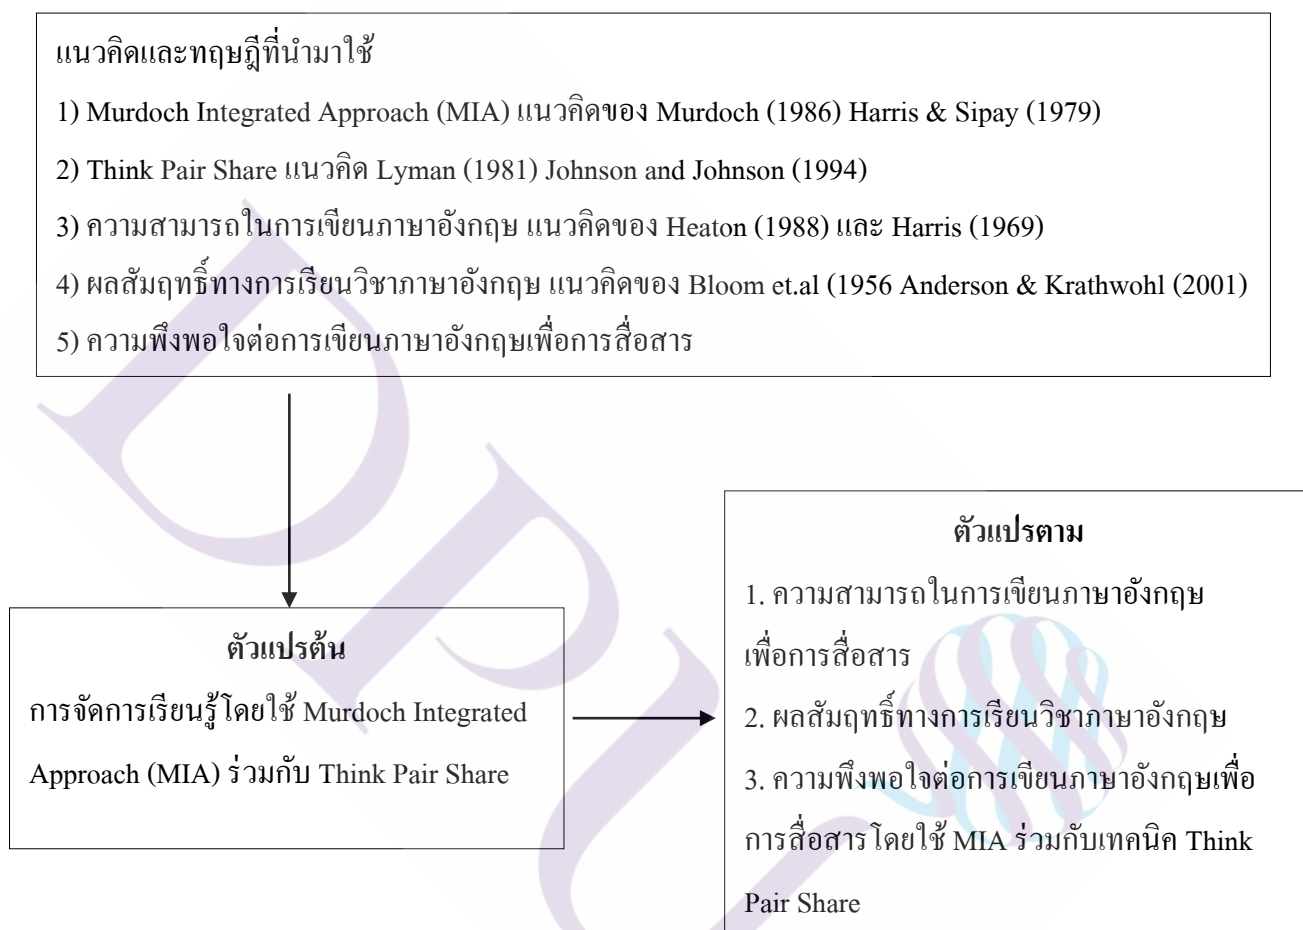 แนวคิดและทฤษฎีที่นำมาใช้
1) Murdoch Integrated Approach (MIA) แนวคิดของ Murdoch (1986) Harris & Sipay (1979)
2) Think Pair Share แนวคิด Lyman (1981) Johnson and Johnson (1994)
3) ความสามารถในการเขียนภาษาอังกฤษ แนวคิดของ Heaton (1988) และ Harris (1969)
4) ผลสัมฤทธิ์ทางการเรียนวิชาภาษาอังกฤษ แนวคิดของ Bloom et.al (1956 Anderson & Krathwohl (2001)
5) ความพึงพอใจต่อการเขียนภาษาอังกฤษเพื่อการสื่อสาร
ตัวแปรต้น
การจัดการเรียนรู้โดยใช้ Murdoch Integrated
Approach (MIA) ร่วมกับ Think Pair Share
ตัวแปรตาม
1. ความสามารถในการเขียนภาษาอังกฤษ
เพื่อการสื่อสาร
2. ผลสัมฤทธิ์ทางการเรียนวิชาภาษาอังกฤษ
3. ความพึงพอใจต่อการเขียนภาษาอังกฤษเพื่อ
การสื่อสารโดยใช้ MIA ร่วมกับเทคนิค Think
Pair Share
DPU